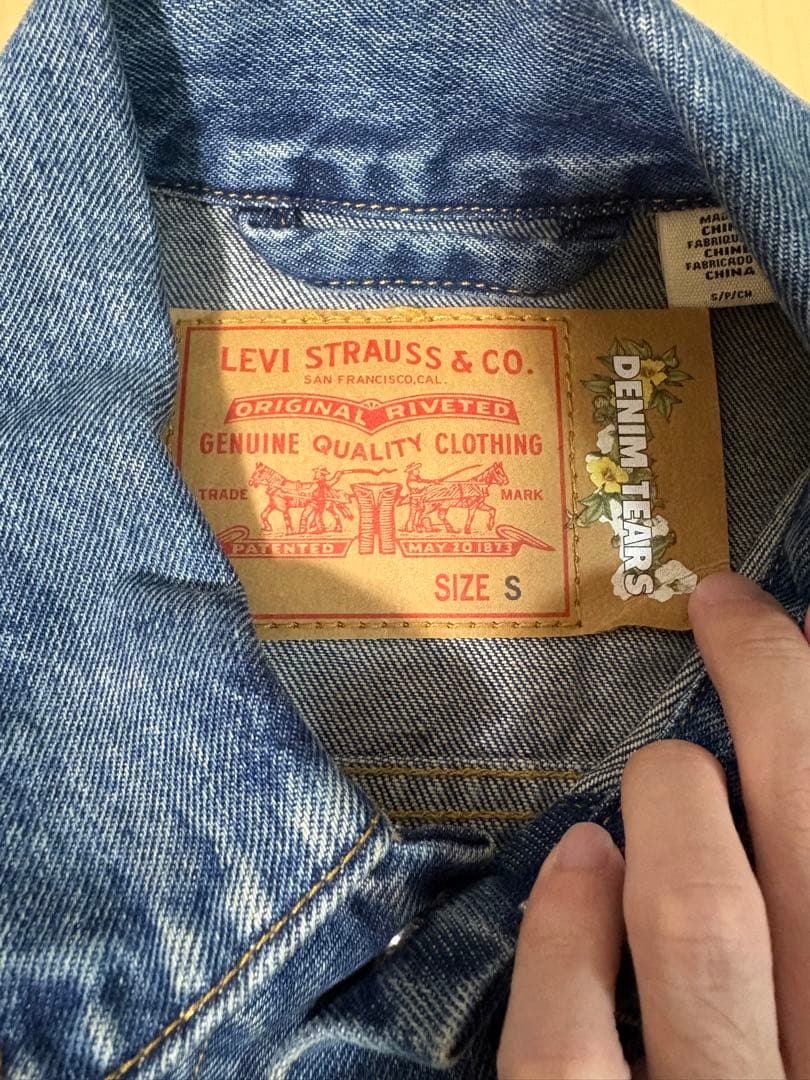 LEVI STRAUSS & CO.
SAN FRANCISCO, CAL.
ORIGINAL RIVETED
GENUINE QUALITY CLOTHING
TRADE MARK
PATENTED MAY 20 1873
SIZE S
DENIM TEARS
CHINA
FABRICADO
CHINA
S/P/CH